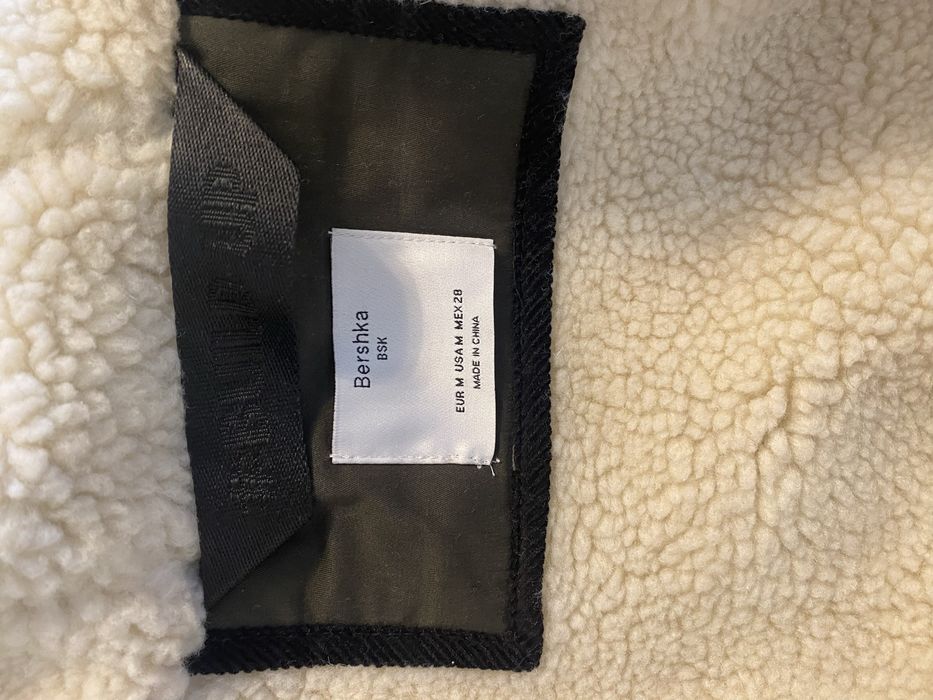 Bershka
BSK
EUR M USA M MEX 28
MADE IN CHINA